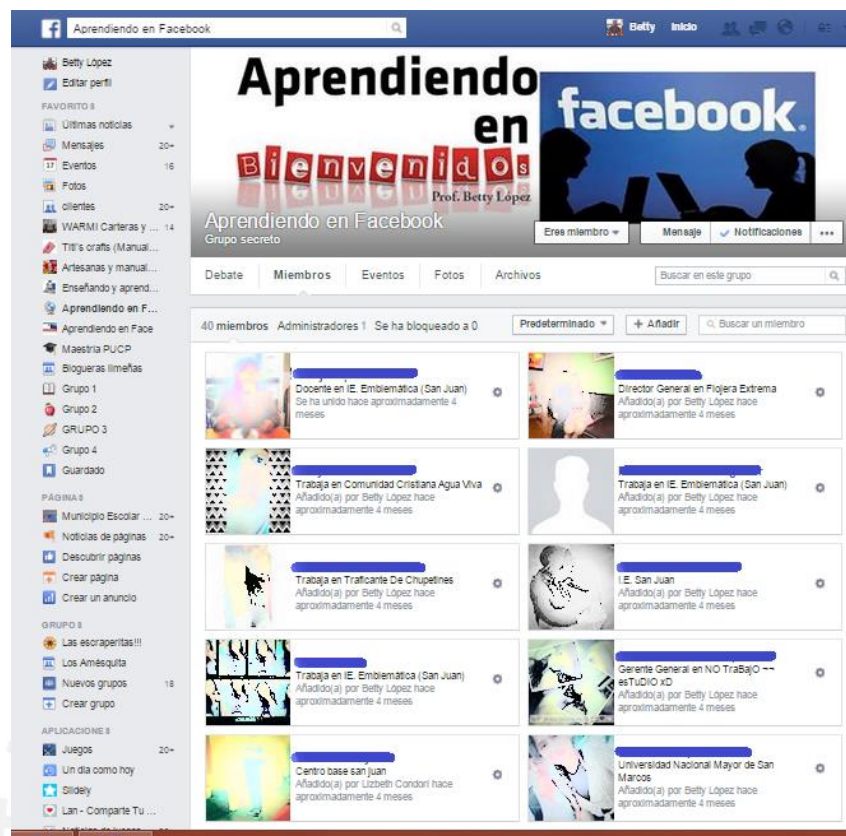 Aprendiendo en Facebook
Betty Inicio
Betty López
Editar perfil
FAVORITOS
Últimas noticias
Mensajes 20+
Eventos 16
Fotos
clientes 20+
WARMI Carteras y ... 14
Titi's crafts (Manual...
Artesanas y manual...
Enseñando y aprend...
Aprendiendo en F...
Aprendiendo en Face
Maestria PUCP
Blogueras limeñas
Grupo 1
Grupo 2
GRUPO 3
Grupo 4
Guardado
PÁGINAS
Municipio Escolar ... 20+
Noticias de páginas 20+
Descubrir páginas
Crear página
Crear un anuncio
GRUPOS
Las escraperitas!!!
Los Amésquita
Nuevos grupos 18
Crear grupo
APLICACIONES
Juegos 20+
Un día como hoy
Slidely
Lan - Comparte Tu ...
Aprendiendo
en
Bienvenidos
Prof. Betty López
facebook.
Aprendiendo en Facebook
Grupo secreto
Eres miembro
Mensaje
Notificaciones
Debate Miembros Eventos Fotos Archivos
Buscar en este grupo
40 miembros Administradores 1 Se ha bloqueado a 0
Predeterminado
+ Añadir
Buscar un miembro
Docente en IE. Emblemática (San Juan)
Se ha unido hace aproximadamente 4
meses
Director General en Flojera Extrema
Añadido(a) por Betty López hace
aproximadamente 4 meses
Trabaja en Comunidad Cristiana Agua Viva
Añadido(a) por Betty López hace
aproximadamente 4 meses
Trabaja en IE. Emblemática (San Juan)
Añadido(a) por Betty López hace
aproximadamente 4 meses
Trabaja en Traficante De Chupetines
Añadido(a) por Betty López hace
aproximadamente 4 meses
I.E. San Juan
Añadido(a) por Betty López hace
aproximadamente 4 meses
Trabaja en IE. Emblemática (San Juan)
Añadido(a) por Betty López hace
aproximadamente 4 meses
Gerente General en NO TraBajO ¬¬
esTuDIO xD
Añadido(a) por Betty López hace
aproximadamente 4 meses
Centro base san juan
Añadido(a) por Lizbeth Condori hace
aproximadamente 4 meses
Universidad Nacional Mayor de San
Marcos
Añadido(a) por Betty López hace
aproximadamente 4 meses